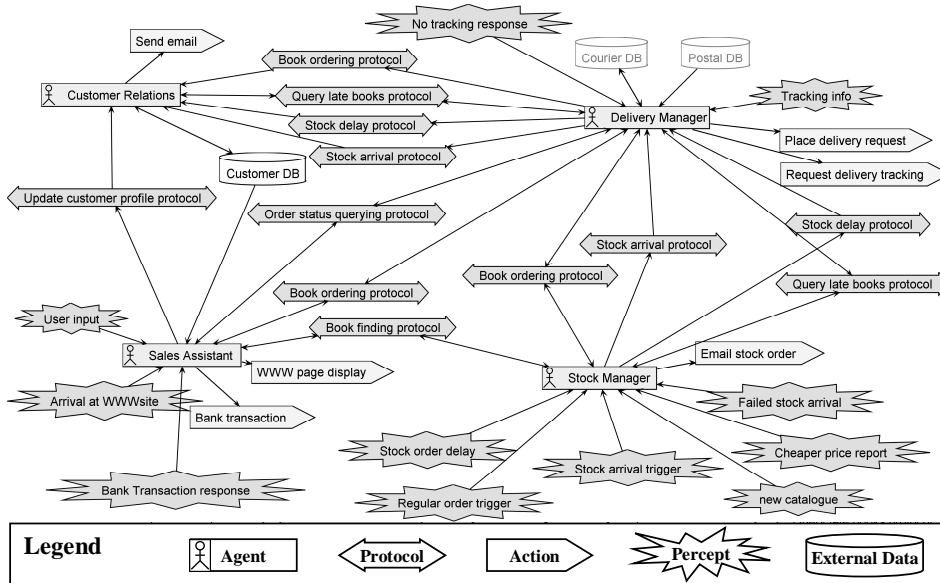 No tracking response
Send email
Book ordering protocol
Courier DB
Postal DB
Customer Relations
Query late books protocol
Tracking info
Stock delay protocol
Delivery Manager
Place delivery request
Stock arrival protocol
Customer DB
Request delivery tracking
Update customer profile protocol
Order status querying protocol
Stock delay protocol
Stock arrival protocol
Book ordering protocol
Query late books protocol
Book ordering protocol
User input
Book finding protocol
Sales Assistant
Email stock order
WWW page display
Stock Manager
Arrival at WWWsite
Failed stock arrival
Bank transaction
Stock order delay
Cheaper price report
Stock arrival trigger
Bank Transaction response
Regular order trigger
new catalogue
Legend
Agent
Protocol
Action
Percept
External Data